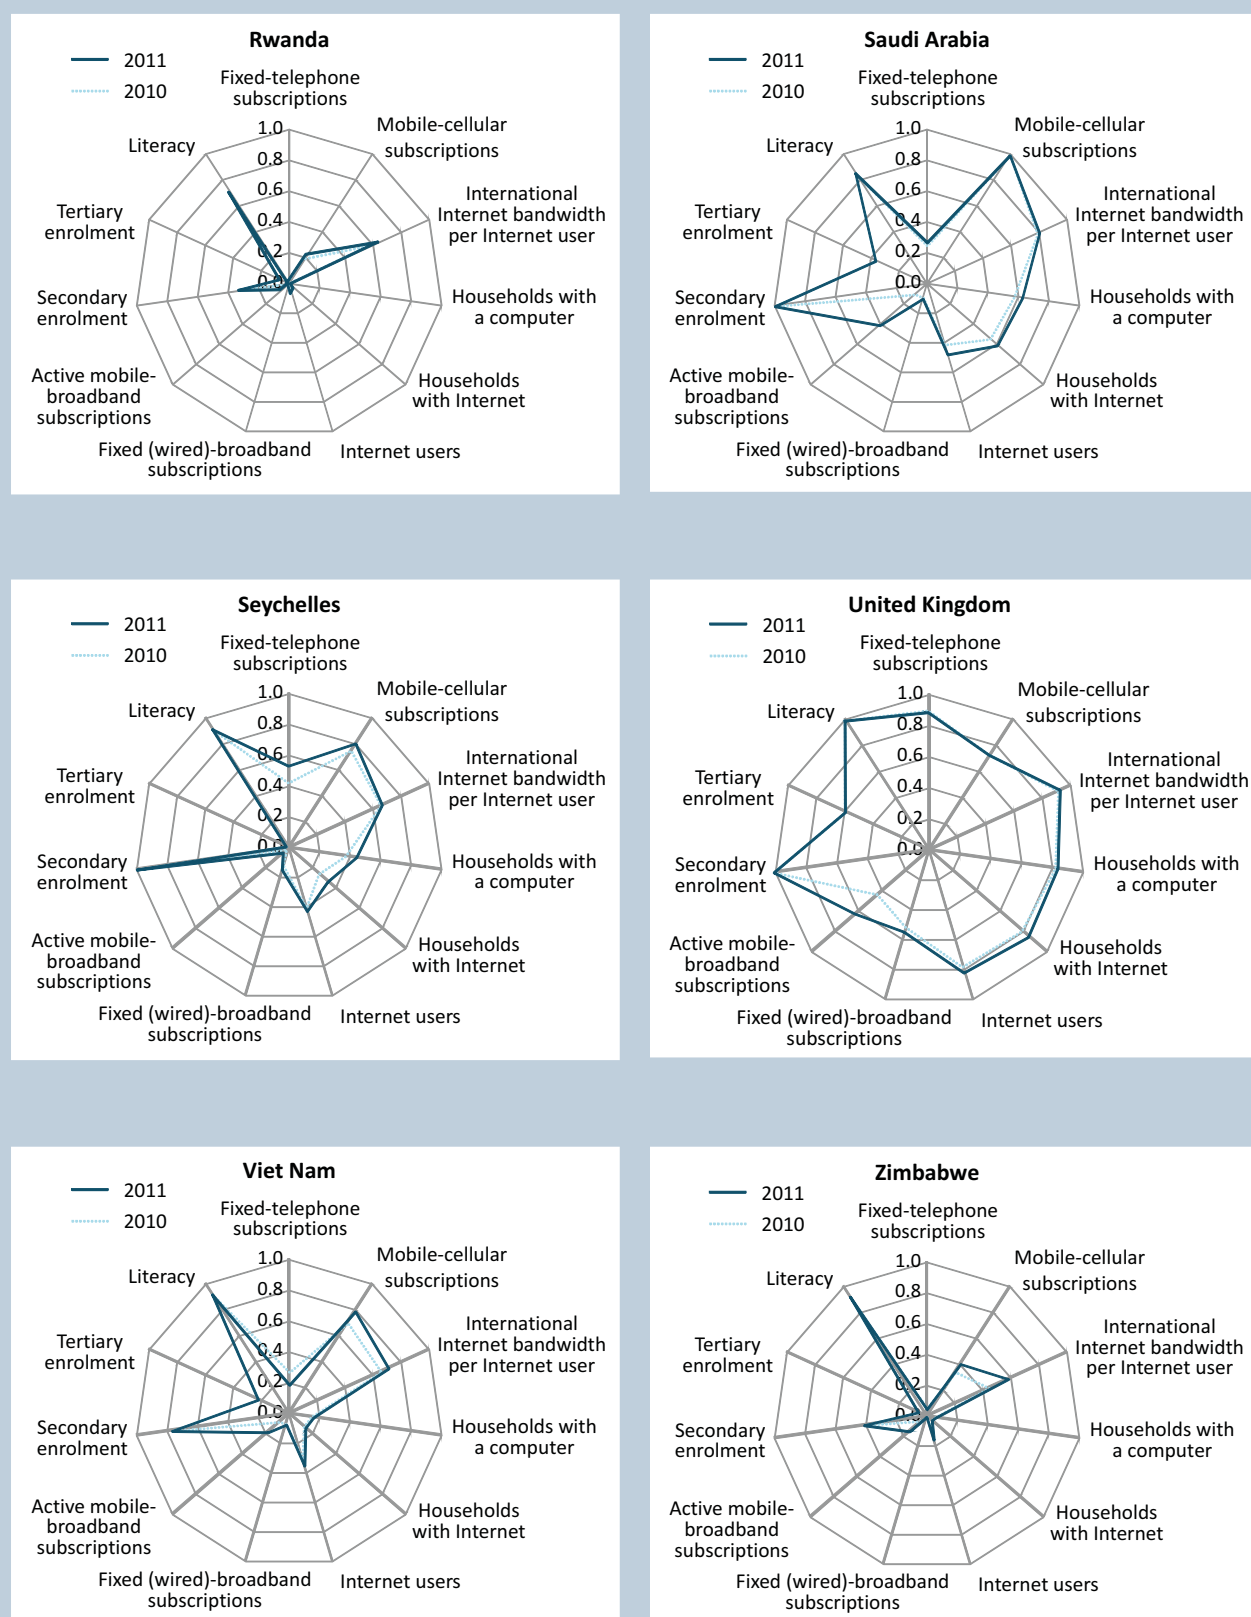 Rwanda
2011
2010
Fixed-telephone
subscriptions
Mobile-cellular
subscriptions
International
Internet bandwidth
per Internet user
Households with
a computer
Households
with Internet
Internet users
Fixed (wired)-broadband
subscriptions
Active mobile-
broadband
subscriptions
Secondary
enrolment
Tertiary
enrolment
Literacy
1.0
0.8
0.6
0.4
0.2
0.0
Saudi Arabia
2011
2010
Fixed-telephone
subscriptions
Mobile-cellular
subscriptions
International
Internet bandwidth
per Internet user
Households with
a computer
Households
with Internet
Internet users
Fixed (wired)-broadband
subscriptions
Active mobile-
broadband
subscriptions
Secondary
enrolment
Tertiary
enrolment
Literacy
1.0
0.8
0.6
0.4
0.2
0.0
Seychelles
2011
2010
Fixed-telephone
subscriptions
Mobile-cellular
subscriptions
International
Internet bandwidth
per Internet user
Households with
a computer
Households
with Internet
Internet users
Fixed (wired)-broadband
subscriptions
Active mobile-
broadband
subscriptions
Secondary
enrolment
Tertiary
enrolment
Literacy
1.0
0.8
0.6
0.4
0.2
0.0
United Kingdom
2011
2010
Fixed-telephone
subscriptions
Mobile-cellular
subscriptions
International
Internet bandwidth
per Internet user
Households with
a computer
Households
with Internet
Internet users
Fixed (wired)-broadband
subscriptions
Active mobile-
broadband
subscriptions
Secondary
enrolment
Tertiary
enrolment
Literacy
1.0
0.8
0.6
0.4
0.2
0.0
Viet Nam
2011
2010
Fixed-telephone
subscriptions
Mobile-cellular
subscriptions
International
Internet bandwidth
per Internet user
Households with
a computer
Households
with Internet
Internet users
Fixed (wired)-broadband
subscriptions
Active mobile-
broadband
subscriptions
Secondary
enrolment
Tertiary
enrolment
Literacy
1.0
0.8
0.6
0.4
0.2
0.0
Zimbabwe
2011
2010
Fixed-telephone
subscriptions
Mobile-cellular
subscriptions
International
Internet bandwidth
per Internet user
Households with
a computer
Households
with Internet
Internet users
Fixed (wired)-broadband
subscriptions
Active mobile-
broadband
subscriptions
Secondary
enrolment
Tertiary
enrolment
Literacy
1.0
0.8
0.6
0.4
0.2
0.0